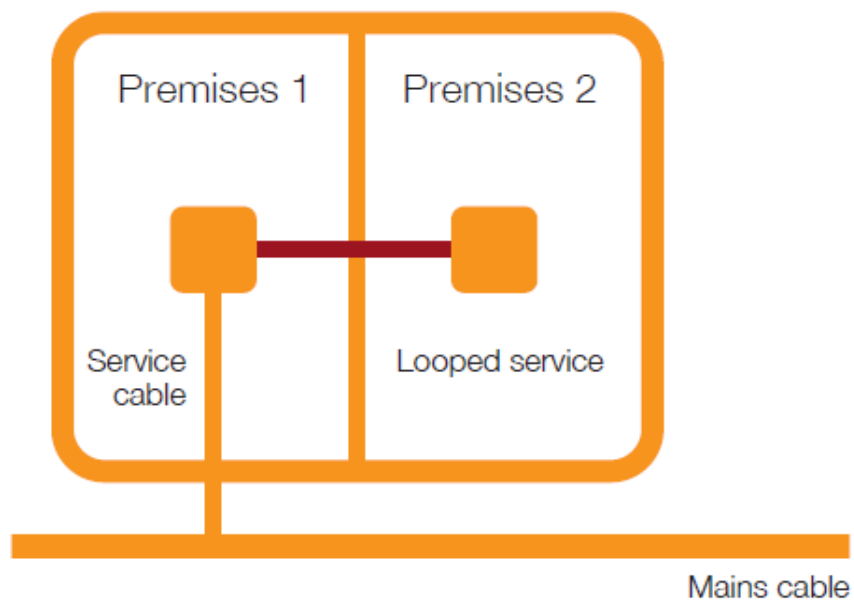 Premises 1
Premises 2
Service
cable
Looped service
Mains cable